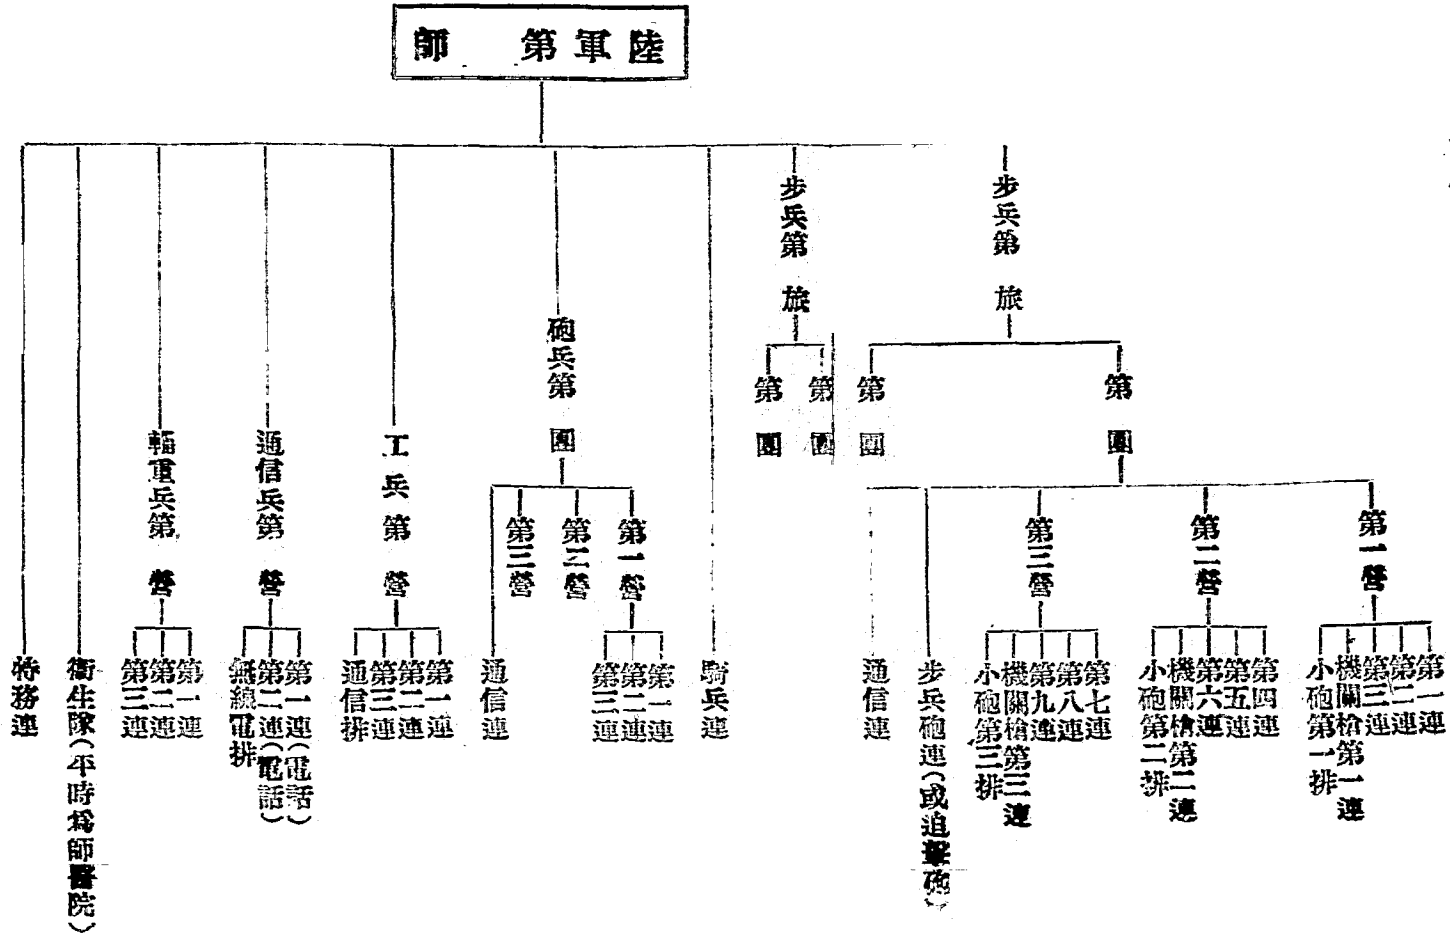 陸軍第　師
步兵第　旅
第　團
第一營
第一連
第二連
第三連
機關槍第一連
小砲第一排
第二營
第四連
第五連
第六連
機關槍第二連
小砲第二排
第三營
第七連
第八連
第九連
機關槍第三連
小砲第三排
步兵砲連(或迫擊砲)
通信連
第　團
步兵第　旅
第　團
第　團
騎兵連
砲兵第　團
第一營
第一連
第二連
第三連
第二營
第三營
通信連
工兵第　營
第一連
第二連
第三連
通信排
通信兵第　營
第一連(電話)
第二連(電話)
無線電排
輜重兵第　營
第一連
第二連
第三連
衞生隊(平時爲師醫院)
特務連